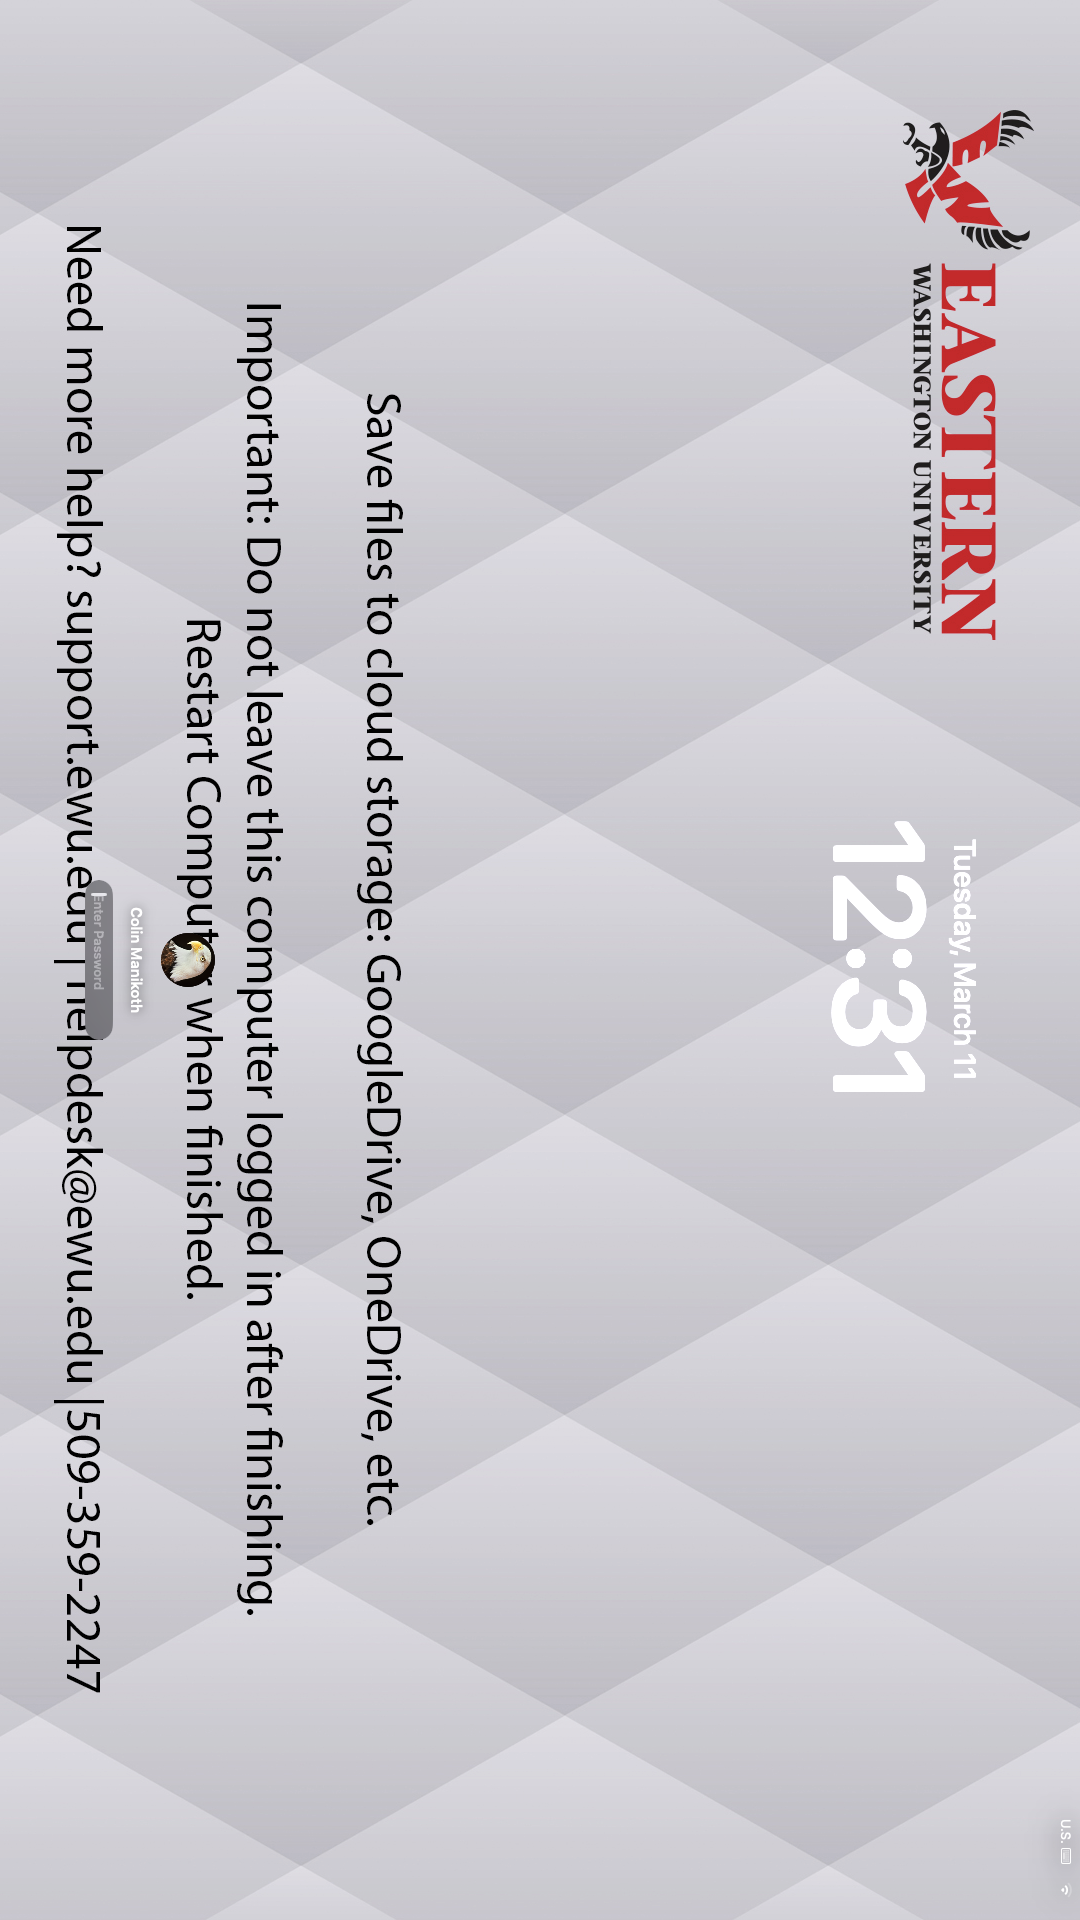 EASTERN
WASHINGTON UNIVERSITY
U.S.
Tuesday, March 11
12:31
Save files to cloud storage: GoogleDrive, OneDrive, etc.
Important: Do not leave this computer logged in after finishing.
Restart Computer when finished.
Colin Manikoth
Enter Password
Need more help? support.ewu.edu | helpdesk@ewu.edu |509-359-2247